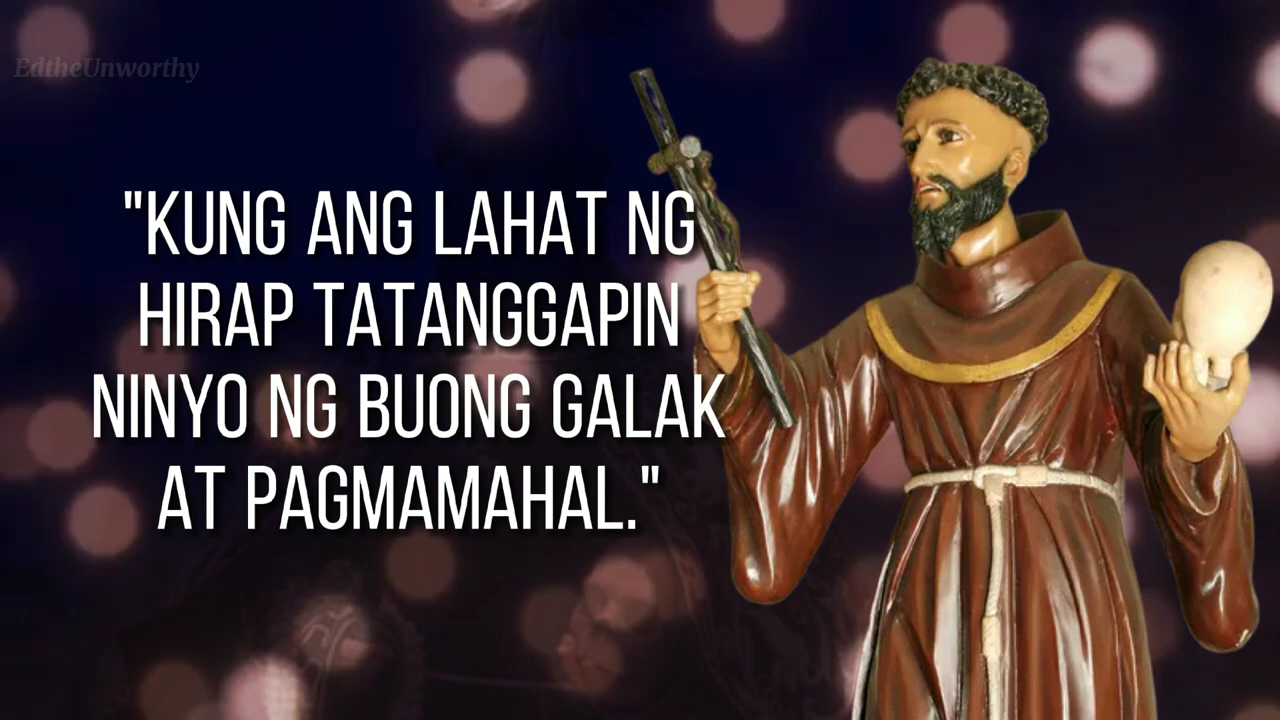 EdtheUnworthy
"KUNG ANG LAHAT NG
HIRAP TATANGGAPIN
NINYO NG BUONG GALAK
AT PAGMAMAHAL."